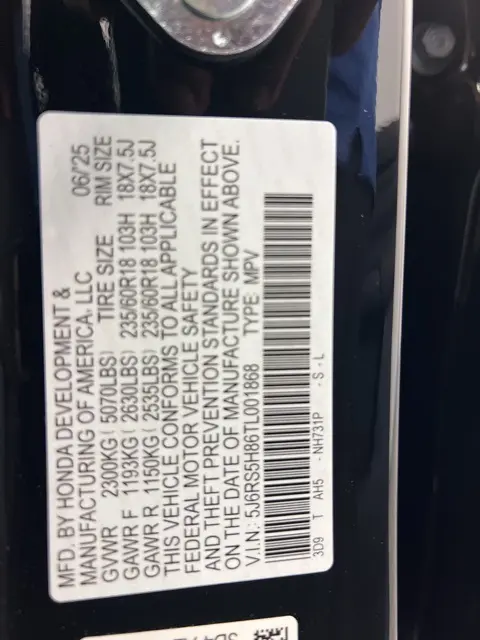 MFD. BY HONDA DEVELOPMENT &
MANUFACTURING OF AMERICA, LLC 06/25
GVWR 2300KG ( 5070LBS) TIRE SIZE RIM SIZE
GAWR F 1193KG ( 2630LBS) 235/60R18 103H 18X7.5J
GAWR R 1150KG ( 2535LBS) 235/60R18 103H 18X7.5J
THIS VEHICLE CONFORMS TO ALL APPLICABLE
FEDERAL MOTOR VEHICLE SAFETY
AND THEFT PREVENTION STANDARDS IN EFFECT
ON THE DATE OF MANUFACTURE SHOWN ABOVE.
V.I.N.: 5J6RS5H86TL001868 TYPE: MPV
3D9 T AH5 -NH731P -S-L